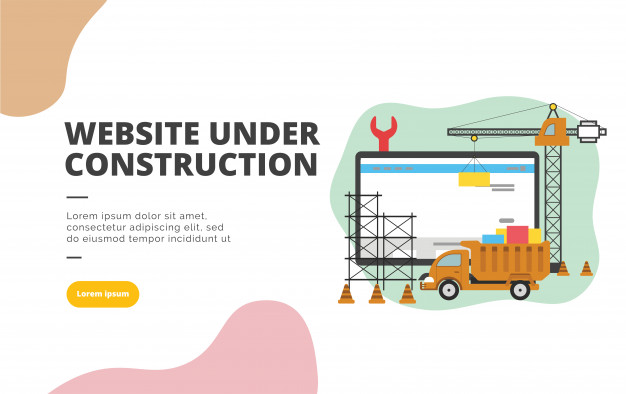 WEBSITE UNDER
CONSTRUCTION
Lorem ipsum dolor sit amet,
consectetur adipiscing elit, sed
do eiusmod tempor incididunt ut
Lorem ipsum